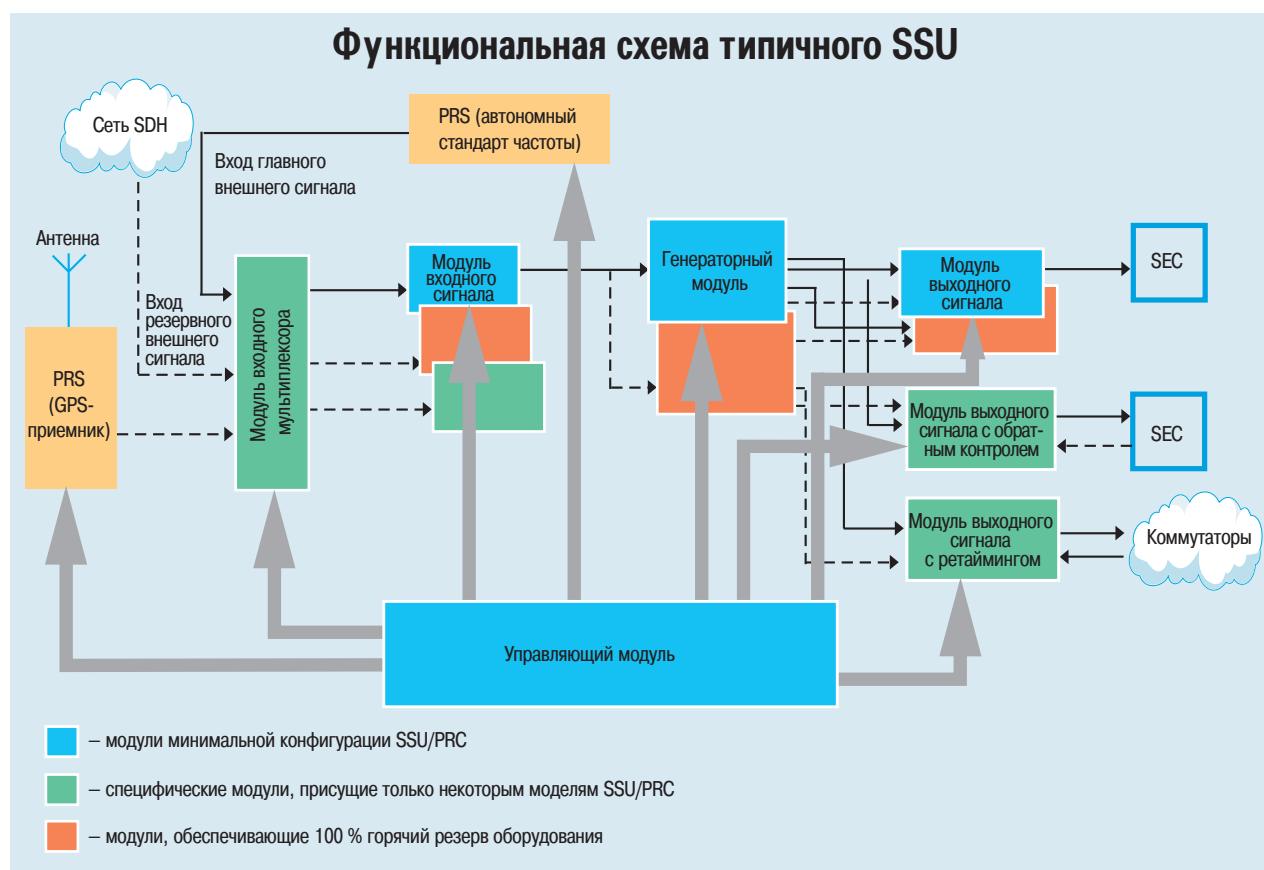 Функциональная схема типичного SSU
Сеть SDH
PRS (автономный
стандарт частоты)
Вход главного
внешнего сигнала
Антенна
Вход
резервного
внешнего
сигнала
PRS
(GPS-
приемник)
Модуль входного
мультиплексора
Модуль
входного
сигнала
Генераторный
модуль
Модуль
выходного
сигнала
SEC
Модуль выходного
сигнала с обрат-
ным контролем
SEC
Модуль выходного
сигнала
с ретаймингом
Коммутаторы
Управляющий модуль
– модули минимальной конфигурации SSU/PRC
– специфические модули, присущие только некоторым моделям SSU/PRC
– модули, обеспечивающие 100 % горячий резерв оборудования